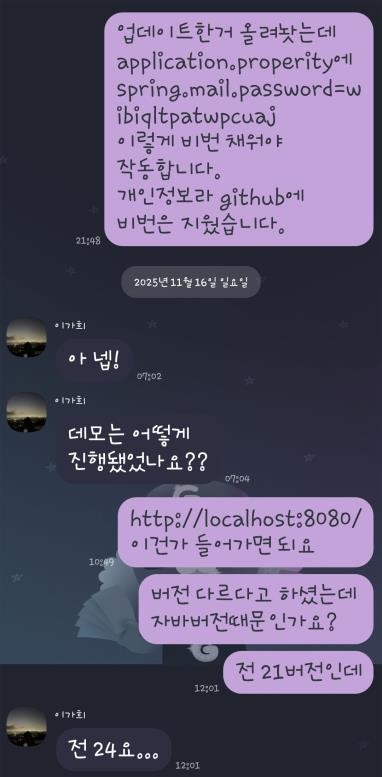 업데이트한거 올려놧는데
application.properity에
spring.mail.password=w
ibiqltpatwpcuaj
이렇게 비번 채워야
작동합니다.
개인정보라 github에
비번은 지웠습니다.
21:48
2025년 11월 16일 일요일
이가희
아 넵!
07:02
이가희
데모는 어떻게
진행됐었나요??
07:04
http://localhost:8080/
이건가 들어가면 되요
10:49
버전 다르다고 하셨는데
자바버전때문인가요?
전 21버전인데
12:01
이가희
전 24요...
12:01